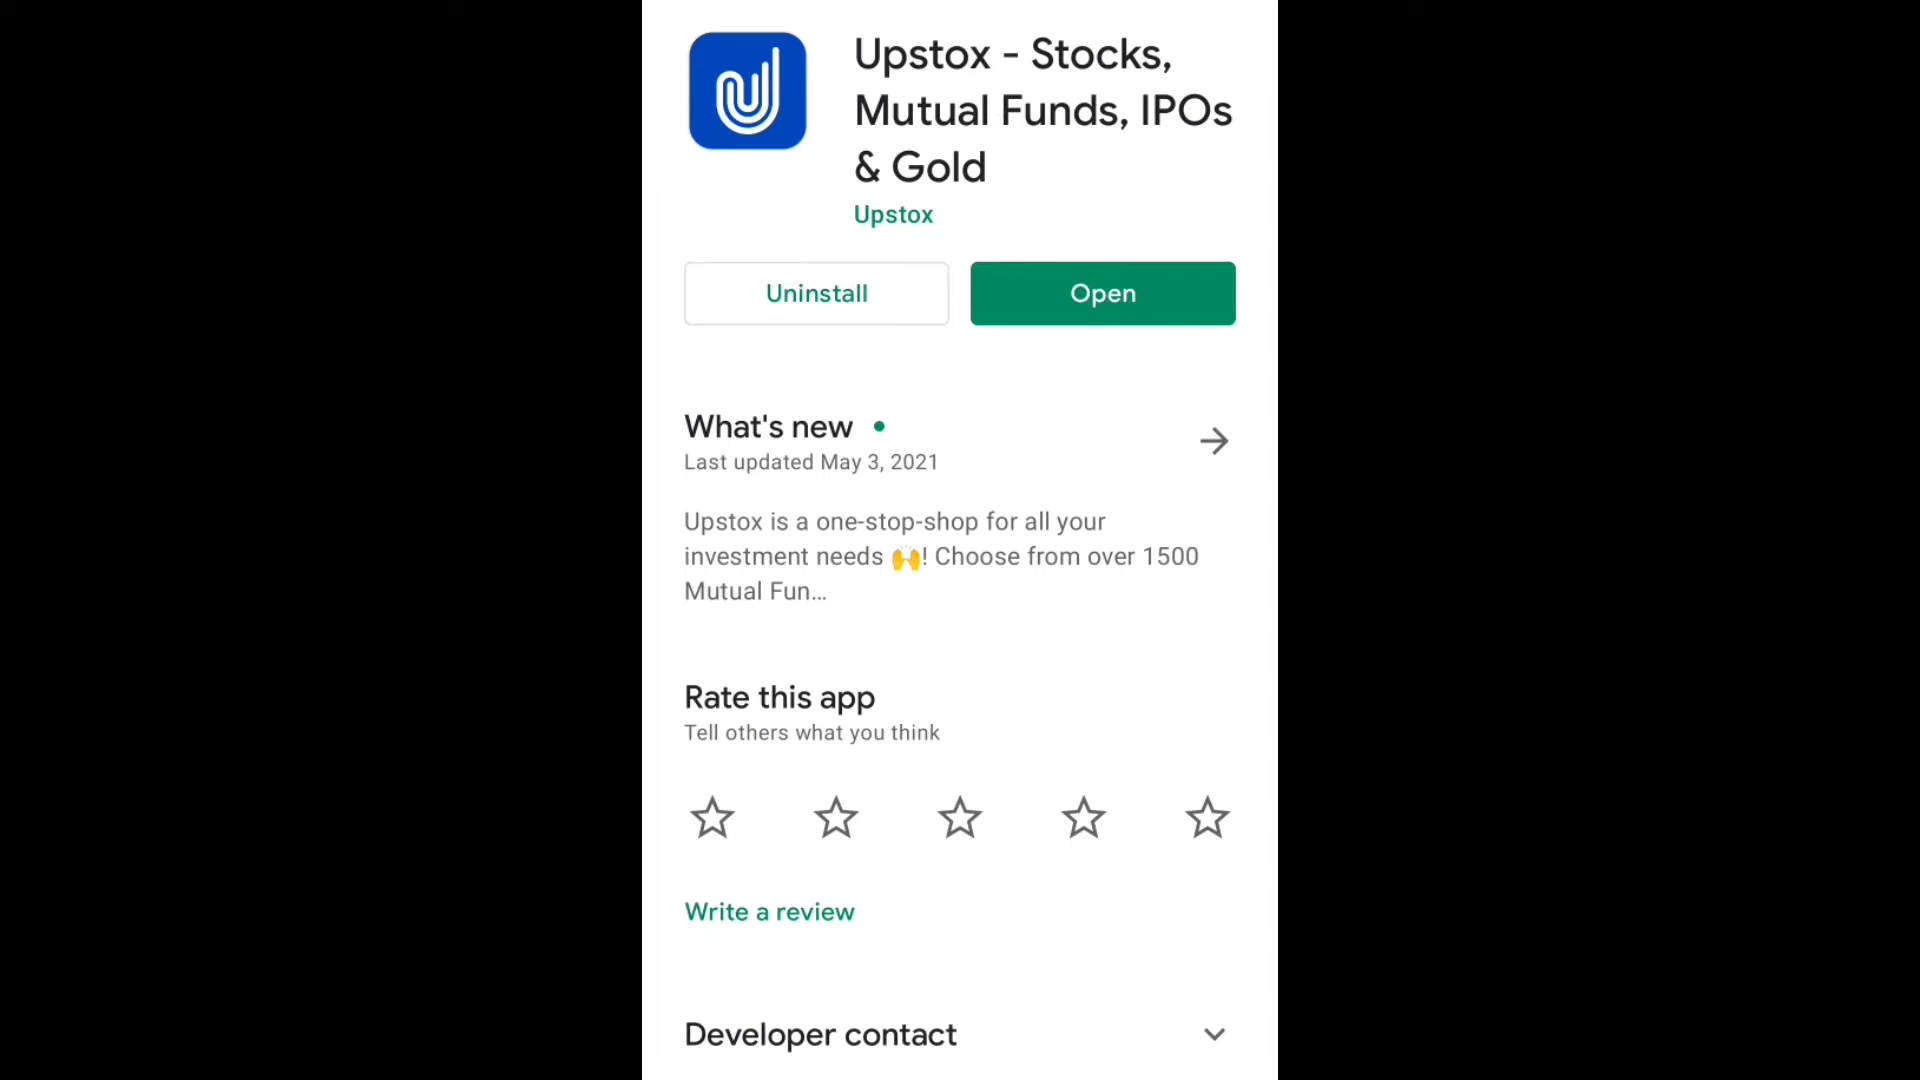 Upstox - Stocks,
Mutual Funds, IPOs
& Gold
Upstox
Uninstall
Open
What's new
Last updated May 3, 2021
Upstox is a one-stop-shop for all your
investment needs 🙌! Choose from over 1500
Mutual Fun...
Rate this app
Tell others what you think
Write a review
Developer contact